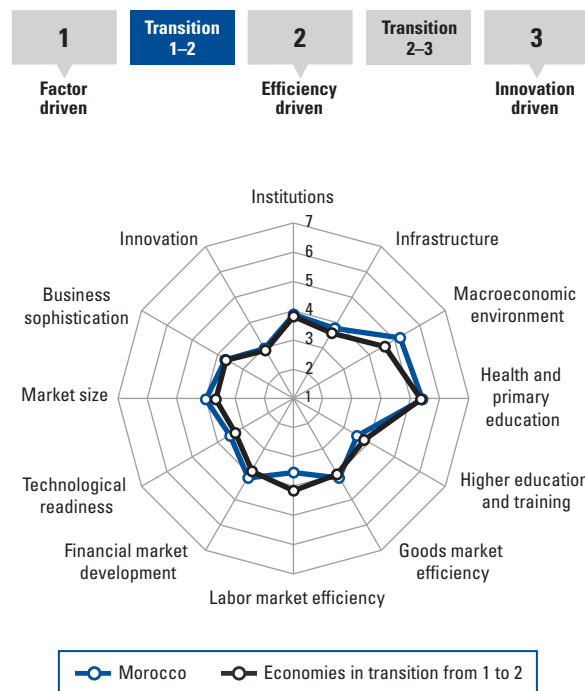 1
Transition
1–2
2
Transition
2–3
3
Factor
driven
Efficiency
driven
Innovation
driven
Institutions
7
Innovation
6
Infrastructure
5
Business
sophistication
4
Macroeconomic
environment
3
2
Market size
1
Health and
primary
education
Technological
readiness
Higher education
and training
Financial market
development
Goods market
efficiency
Labor market efficiency
Morocco
Economies in transition from 1 to 2